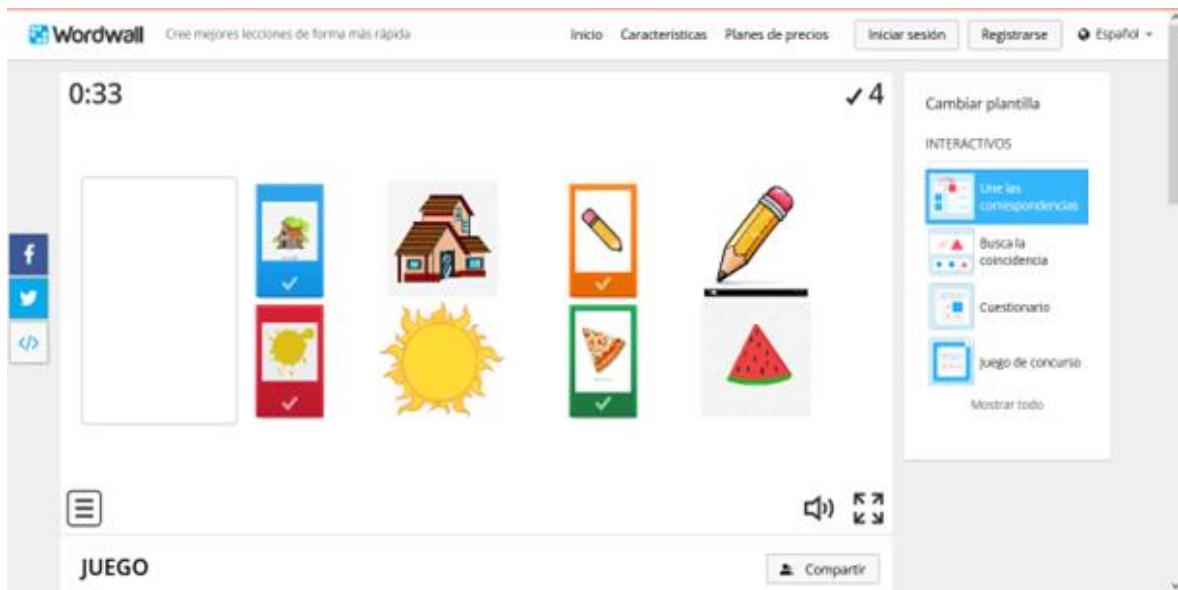 Wordwall
Cree mejores lecciones de forma más rápida
Inicio
Características
Planes de precios
Iniciar sesión
Registrarse
Español
0:33
4
Cambiar plantilla
INTERACTIVOS
Une las
correspondencias
Busca la
coincidencia
Cuestionario
Juego de concurso
Mostrar todo
JUEGO
Compartir